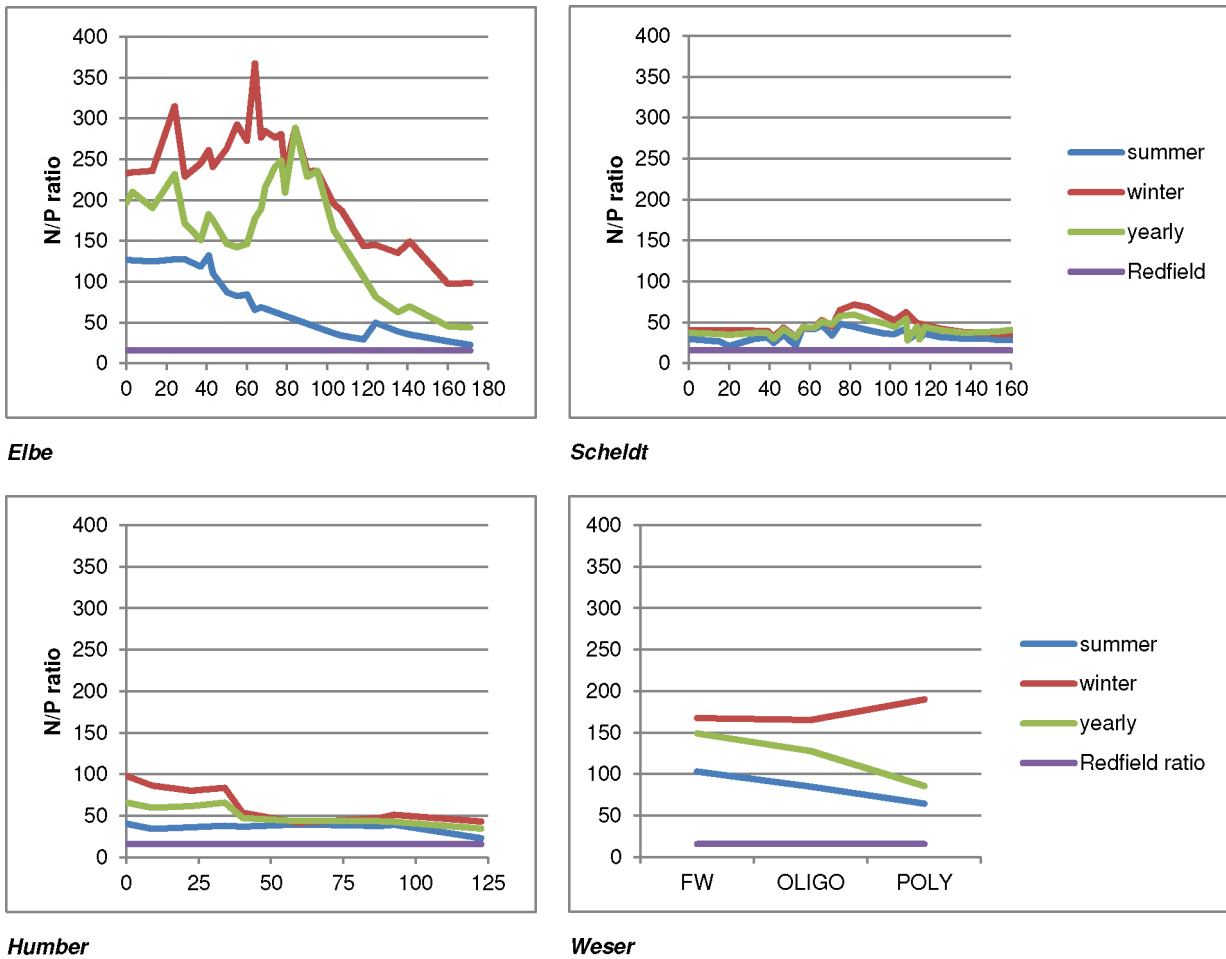 400
350
300
250
200
150
100
50
0
N/P ratio
0 20 40 60 80 100 120 140 160 180
Elbe
400
350
300
250
200
150
100
50
0
N/P ratio
0 20 40 60 80 100 120 140 160
summer
winter
yearly
Redfield
Scheldt
400
350
300
250
200
150
100
50
0
N/P ratio
0 25 50 75 100 125
Humber
400
350
300
250
200
150
100
50
0
FW OLIGO POLY
summer
winter
yearly
Redfield ratio
Weser